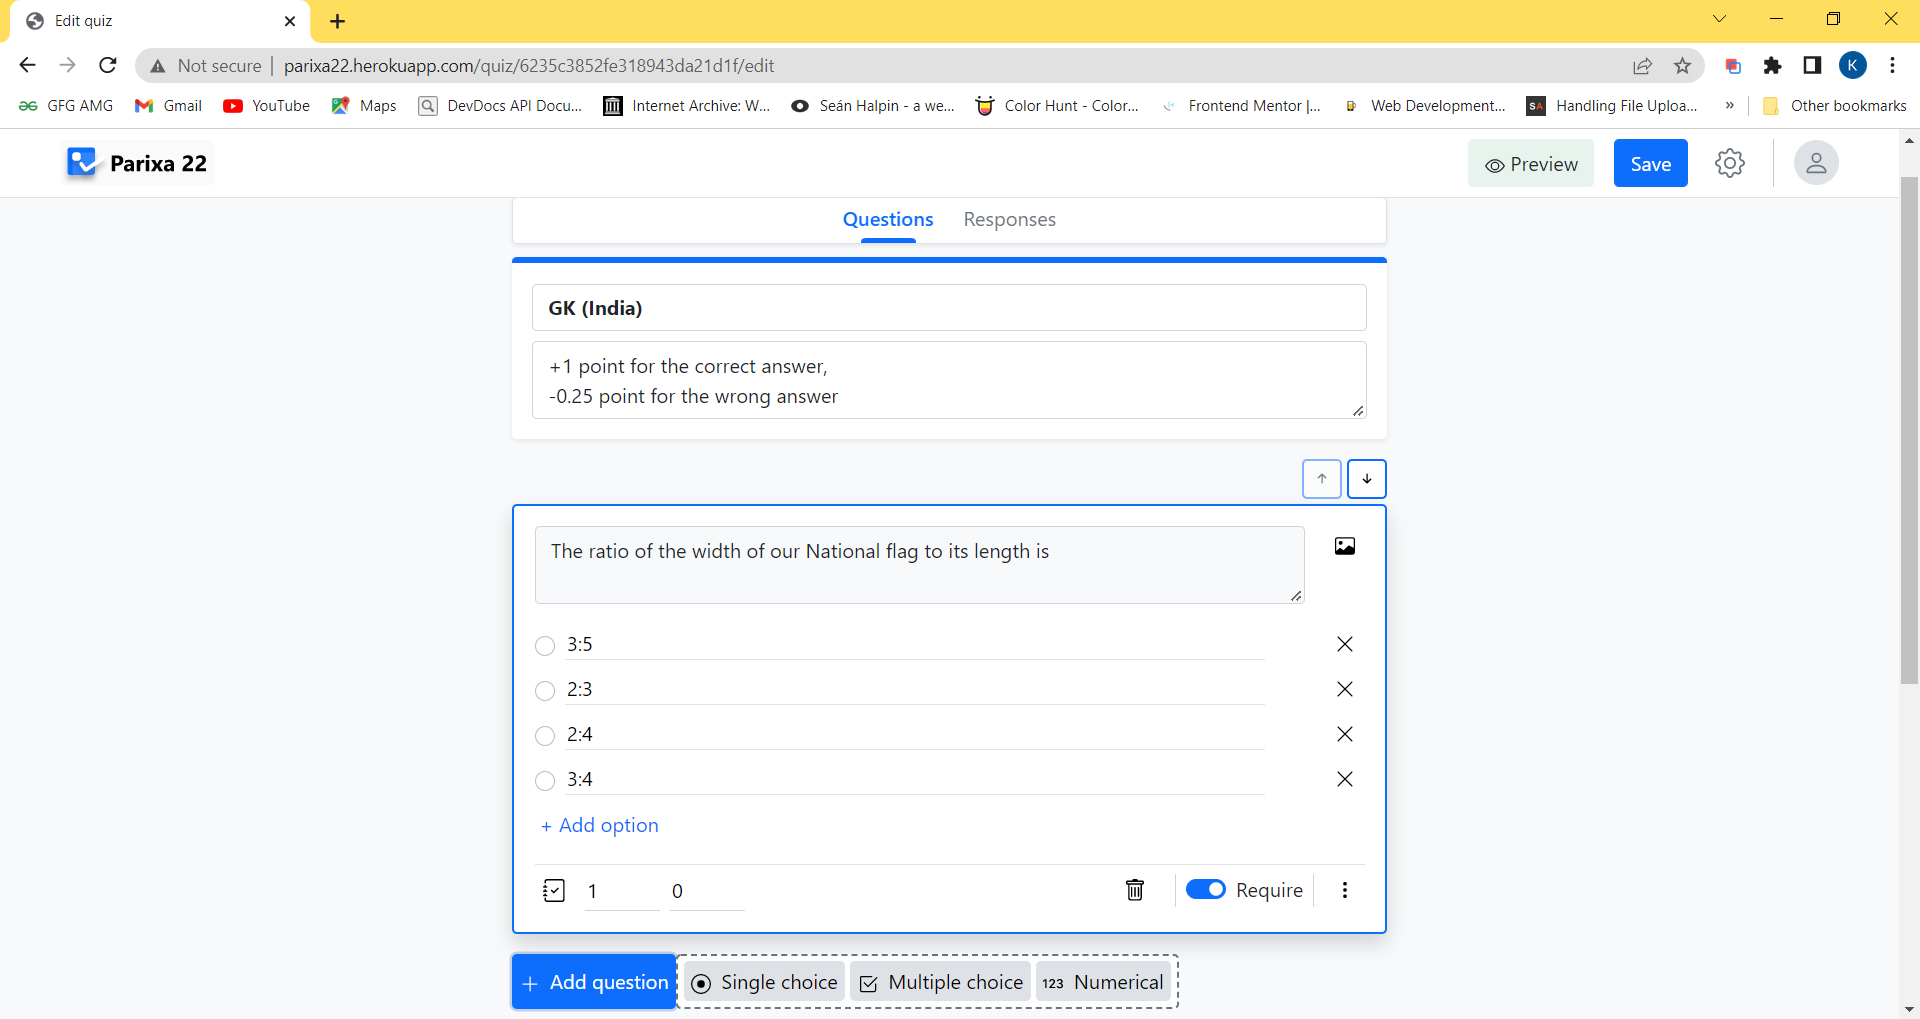 Edit quiz
Not secure parixa22.herokuapp.com/quiz/6235c3852fe318943da21d1f/edit K
GFG AMG Gmail YouTube Maps DevDocs API Docu... Internet Archive: W... Seán Halpin - a we... Color Hunt - Color... Frontend Mentor |... Web Development... SA Handling File Uploa... » Other bookmarks
Parixa 22 Preview Save
Questions Responses
GK (India)
+1 point for the correct answer,
-0.25 point for the wrong answer
The ratio of the width of our National flag to its length is
3:5
2:3
2:4
3:4
+ Add option
1 0 Require
+ Add question Single choice Multiple choice 123 Numerical